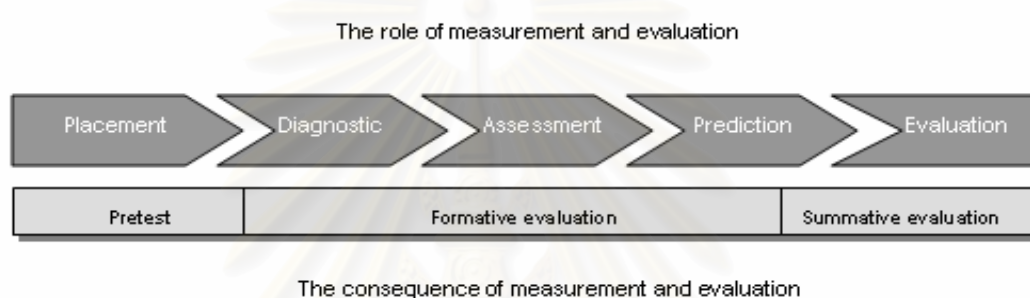 The role of measurement and evaluation
Placement Diagnostic Assessment Prediction Evaluation
Pretest Formative evaluation Summative evaluation
The consequence of measurement and evaluation